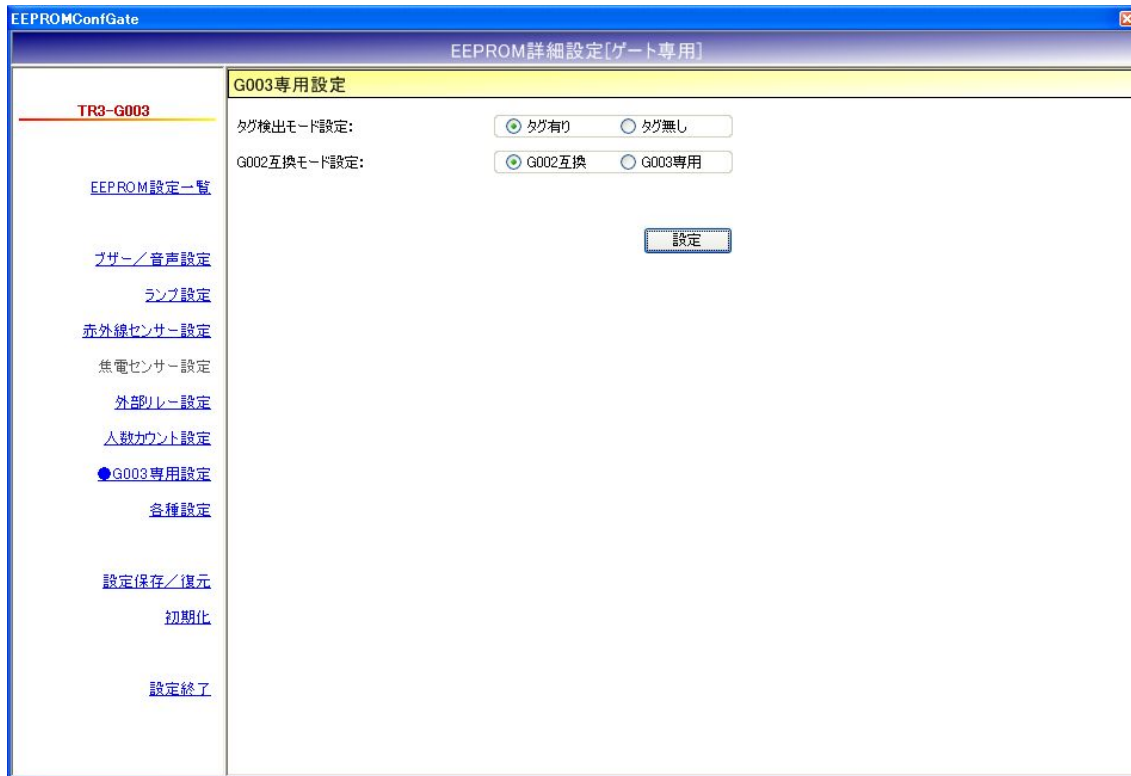 EEPROMConfGate
EEPROM詳細設定[ゲート専用]
TR3-G003
EEPROM設定一覧
ブザー／音声設定
ランプ設定
赤外線センサー設定
焦電センサー設定
外部リレー設定
人数カウント設定
●G003専用設定
各種設定
設定保存／復元
初期化
設定終了
G003専用設定
タグ検出モード設定: タグ有り タグ無し
G002互換モード設定: G002互換 G003専用
設定